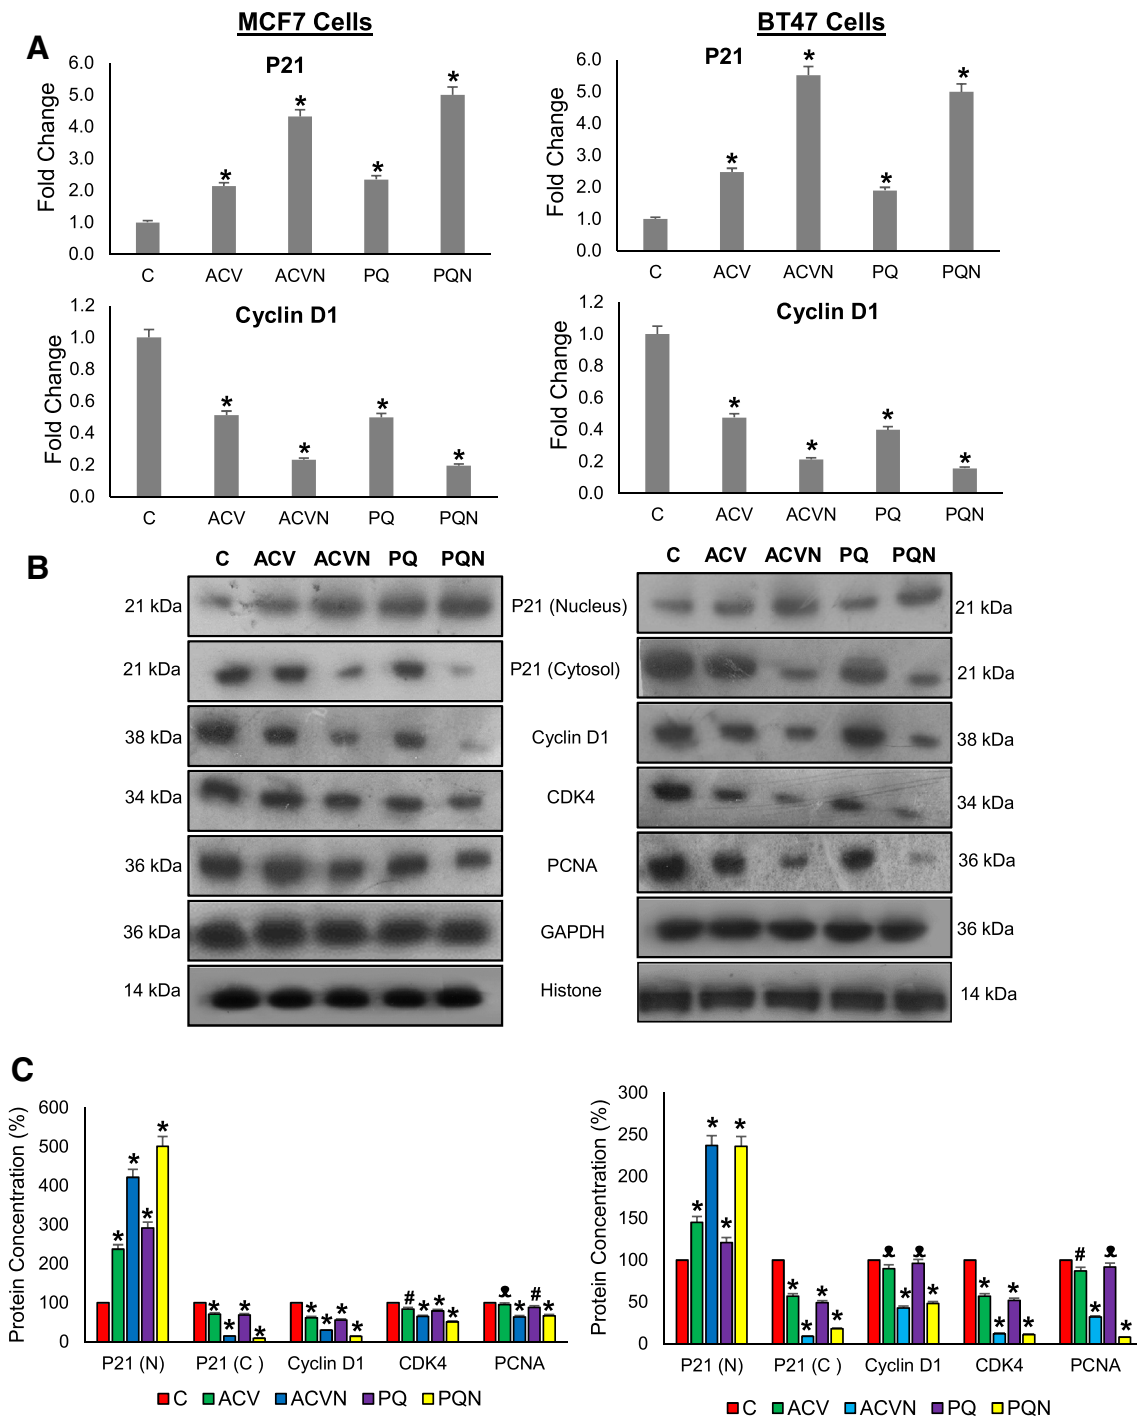 MCF7 Cells
BT47 Cells
A
P21
Fold Change
6.0
5.0
4.0
3.0
2.0
1.0
0.0
* * * *
C ACV ACVN PQ PQN
P21
Fold Change
6.0
5.0
4.0
3.0
2.0
1.0
0.0
* * * *
C ACV ACVN PQ PQN
Cyclin D1
Fold Change
1.2
1.0
0.8
0.6
0.4
0.2
0.0
* * * *
C ACV ACVN PQ PQN
Cyclin D1
Fold Change
1.2
1.0
0.8
0.6
0.4
0.2
0.0
* * * *
C ACV ACVN PQ PQN
B
C ACV ACVN PQ PQN
C ACV ACVN PQ PQN
21 kDa P21 (Nucleus) 21 kDa
21 kDa P21 (Cytosol) 21 kDa
38 kDa Cyclin D1 38 kDa
34 kDa CDK4 34 kDa
36 kDa PCNA 36 kDa
36 kDa GAPDH 36 kDa
14 kDa Histone 14 kDa
C
Protein Concentration (%)
600
500
400
300
200
100
0
* * * * * * * * * * * * # * * * ᴥ * # *
P21 (N) P21 (C ) Cyclin D1 CDK4 PCNA
C ACV ACVN PQ PQN
Protein Concentration (%)
300
250
200
150
100
50
0
* * * * * * * * ᴥ * ᴥ * * * * * # * ᴥ *
P21 (N) P21 (C ) Cyclin D1 CDK4 PCNA
C ACV ACVN PQ PQN